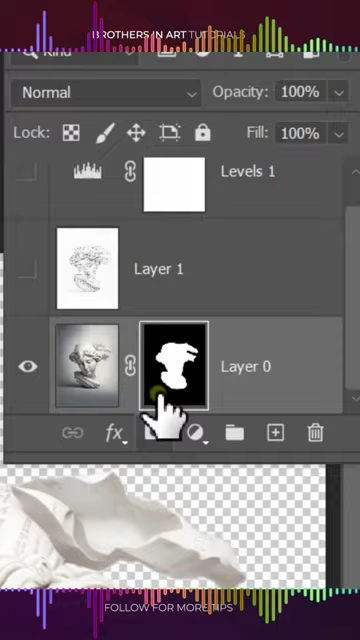 BROTHERS IN ART TUTORIALS
Kind
Normal Opacity: 100%
Lock: Fill: 100%
Levels 1
Layer 1
Layer 0
fx
FOLLOW FOR MORE TIPS